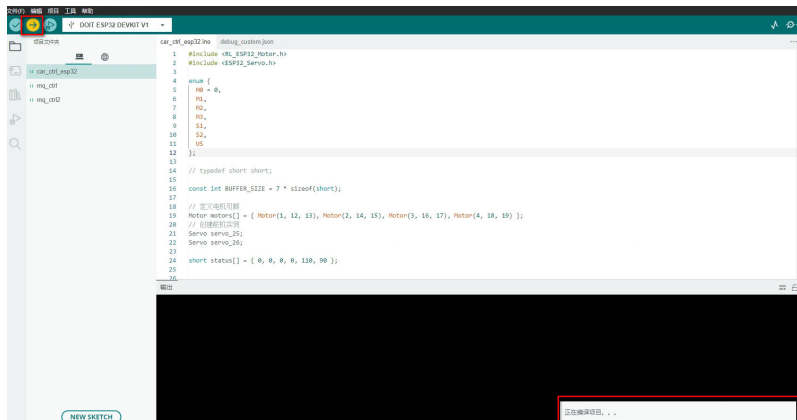 文件(F) 编辑 项目 工具 帮助
DOIT ESP32 DEVKIT V1
项目文件夹
car_ctrl_esp32
mq_ctrl
mq_ctrl2
NEW SKETCH
car_ctrl_esp32.ino debug_custom.json
1 #include <RL_ESP32_Motor.h>
2 #include <ESP32_Servo.h>
3
4 enum {
5 M0 = 0,
6 M1,
7 M2,
8 M3,
9 S1,
10 S2,
11 US
12 };
13
14 // typedef short short;
15
16 const int BUFFER_SIZE = 7 * sizeof(short);
17
18 // 定义电机引脚
19 Motor motors[] = { Motor(1, 12, 13), Motor(2, 14, 15), Motor(3, 16, 17), Motor(4, 18, 19) };
20 // 创建舵机实例
21 Servo servo_25;
22 Servo servo_26;
23
24 short status[] = { 0, 0, 0, 0, 110, 90 };
25
26
输出
正在编译项目。。。